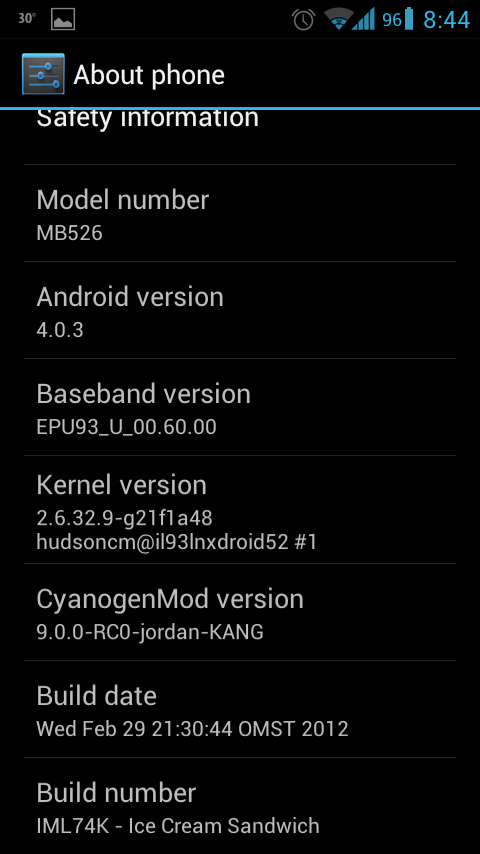 30°
96
8:44
About phone
Safety information
Model number
MB526
Android version
4.0.3
Baseband version
EPU93_U_00.60.00
Kernel version
2.6.32.9-g21f1a48
hudsoncm@il93lnxdroid52 #1
CyanogenMod version
9.0.0-RC0-jordan-KANG
Build date
Wed Feb 29 21:30:44 OMST 2012
Build number
IML74K - Ice Cream Sandwich